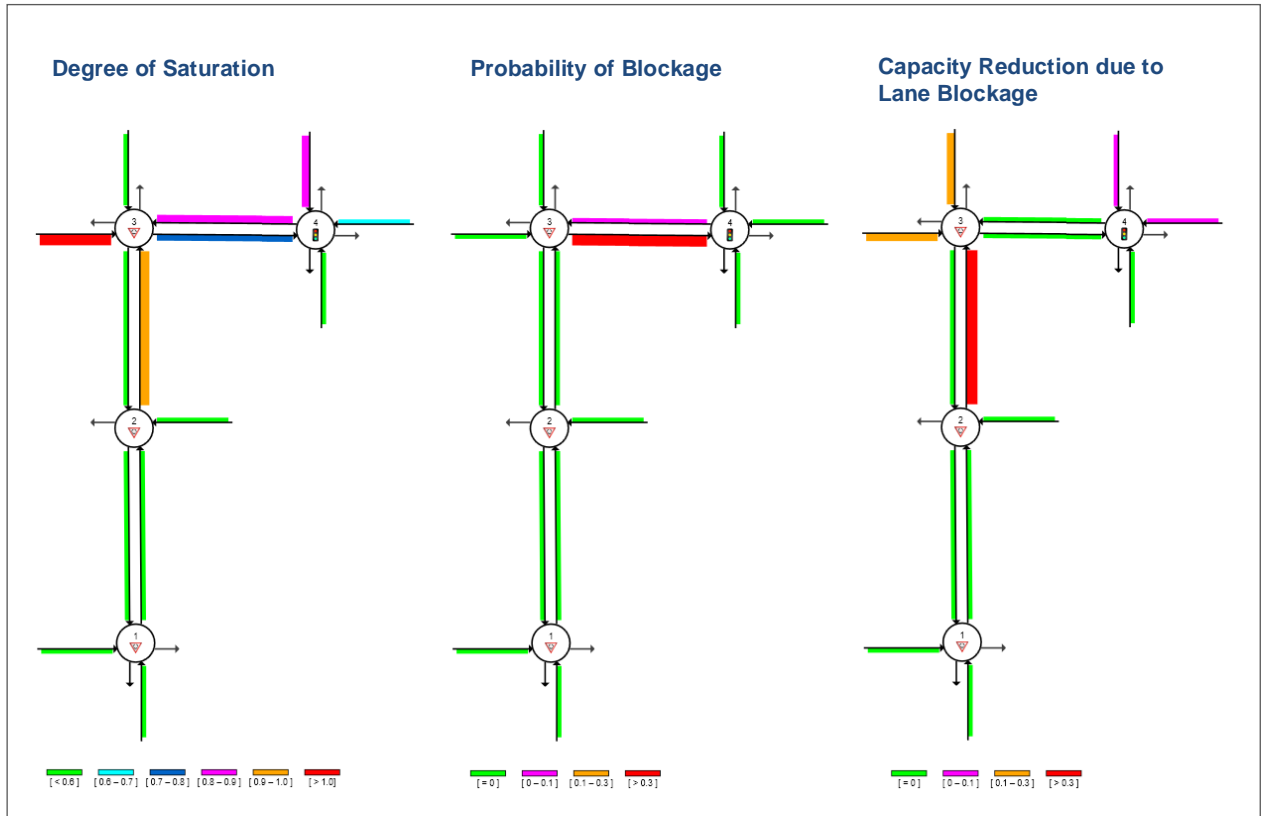 Degree of Saturation
Probability of Blockage
Capacity Reduction due to
Lane Blockage
3
4
2
1
[ < 0.6 ]
[ 0.6 – 0.7 ]
[ 0.7 – 0.8 ]
[ 0.8 – 0.9 ]
[ 0.9 – 1.0 ]
[ > 1.0]
3
4
2
1
[ = 0 ]
[ 0 – 0.1 ]
[ 0.1 – 0.3 ]
[ > 0.3 ]
3
4
2
1
[ = 0 ]
[ 0 – 0.1 ]
[ 0.1 – 0.3 ]
[ > 0.3 ]